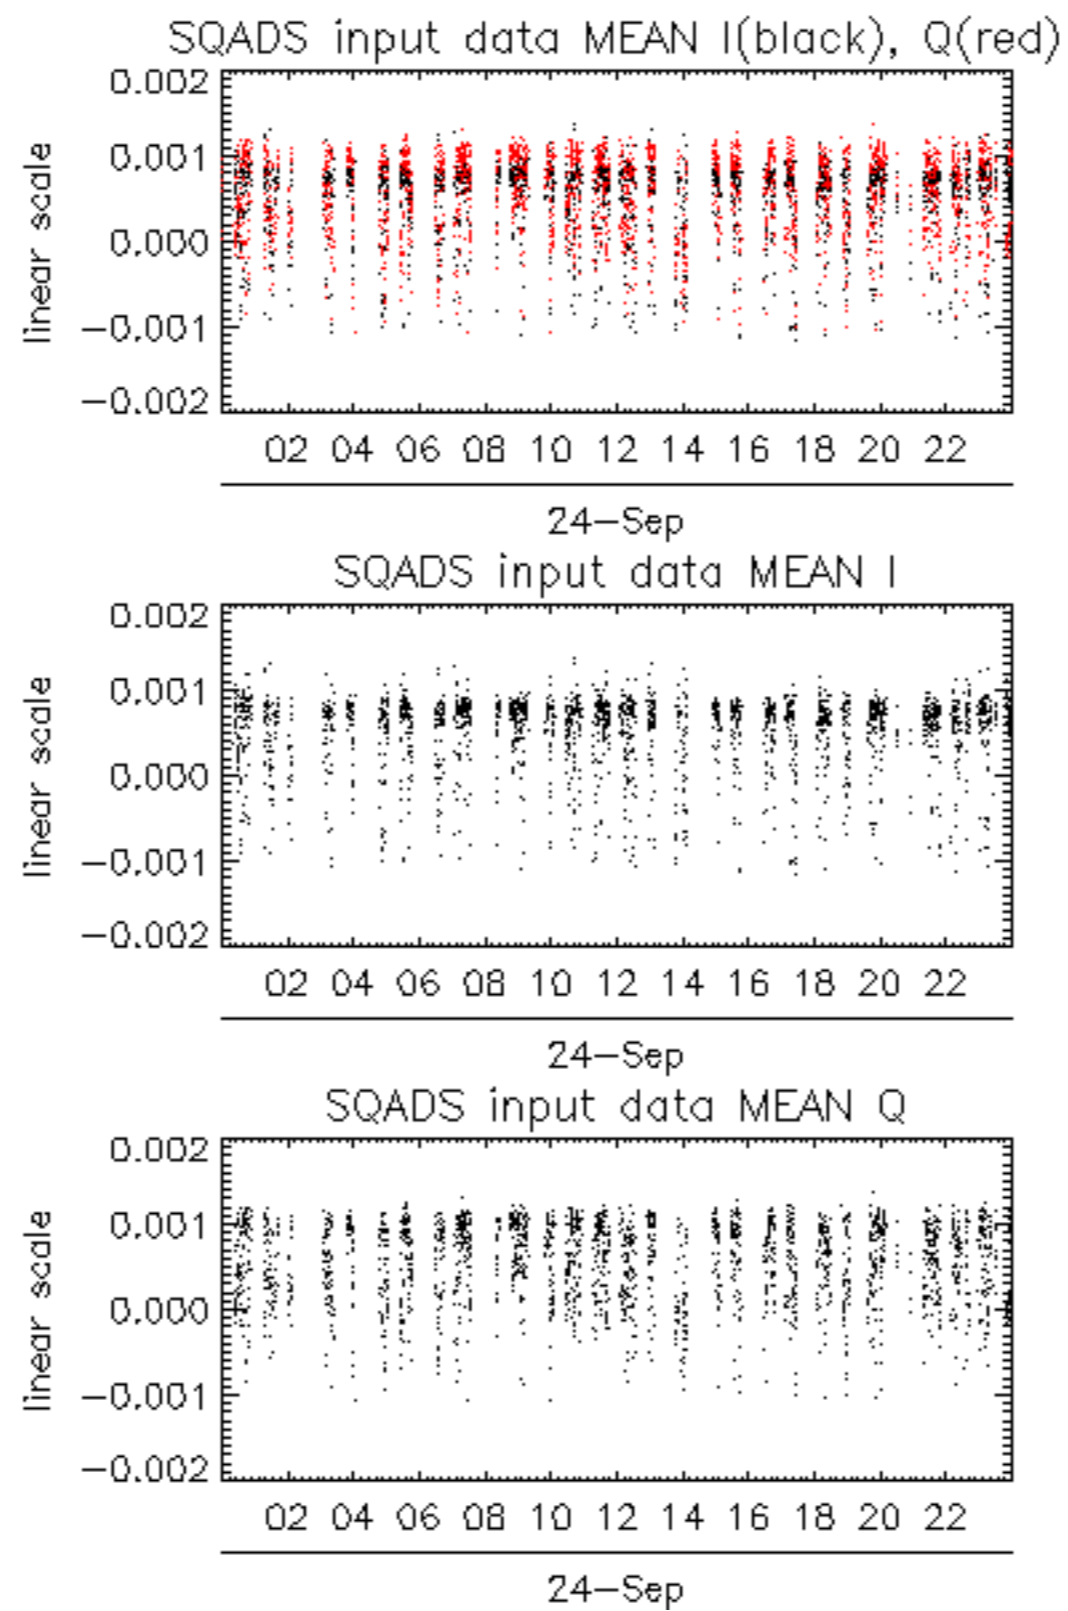 SQADS input data MEAN I(black), Q(red)
linear scale
0.002
0.001
0.000
−0.001
−0.002
02 04 06 08 10 12 14 16 18 20 22
24−Sep
SQADS input data MEAN I
linear scale
0.002
0.001
0.000
−0.001
−0.002
02 04 06 08 10 12 14 16 18 20 22
24−Sep
SQADS input data MEAN Q
linear scale
0.002
0.001
0.000
−0.001
−0.002
02 04 06 08 10 12 14 16 18 20 22
24−Sep